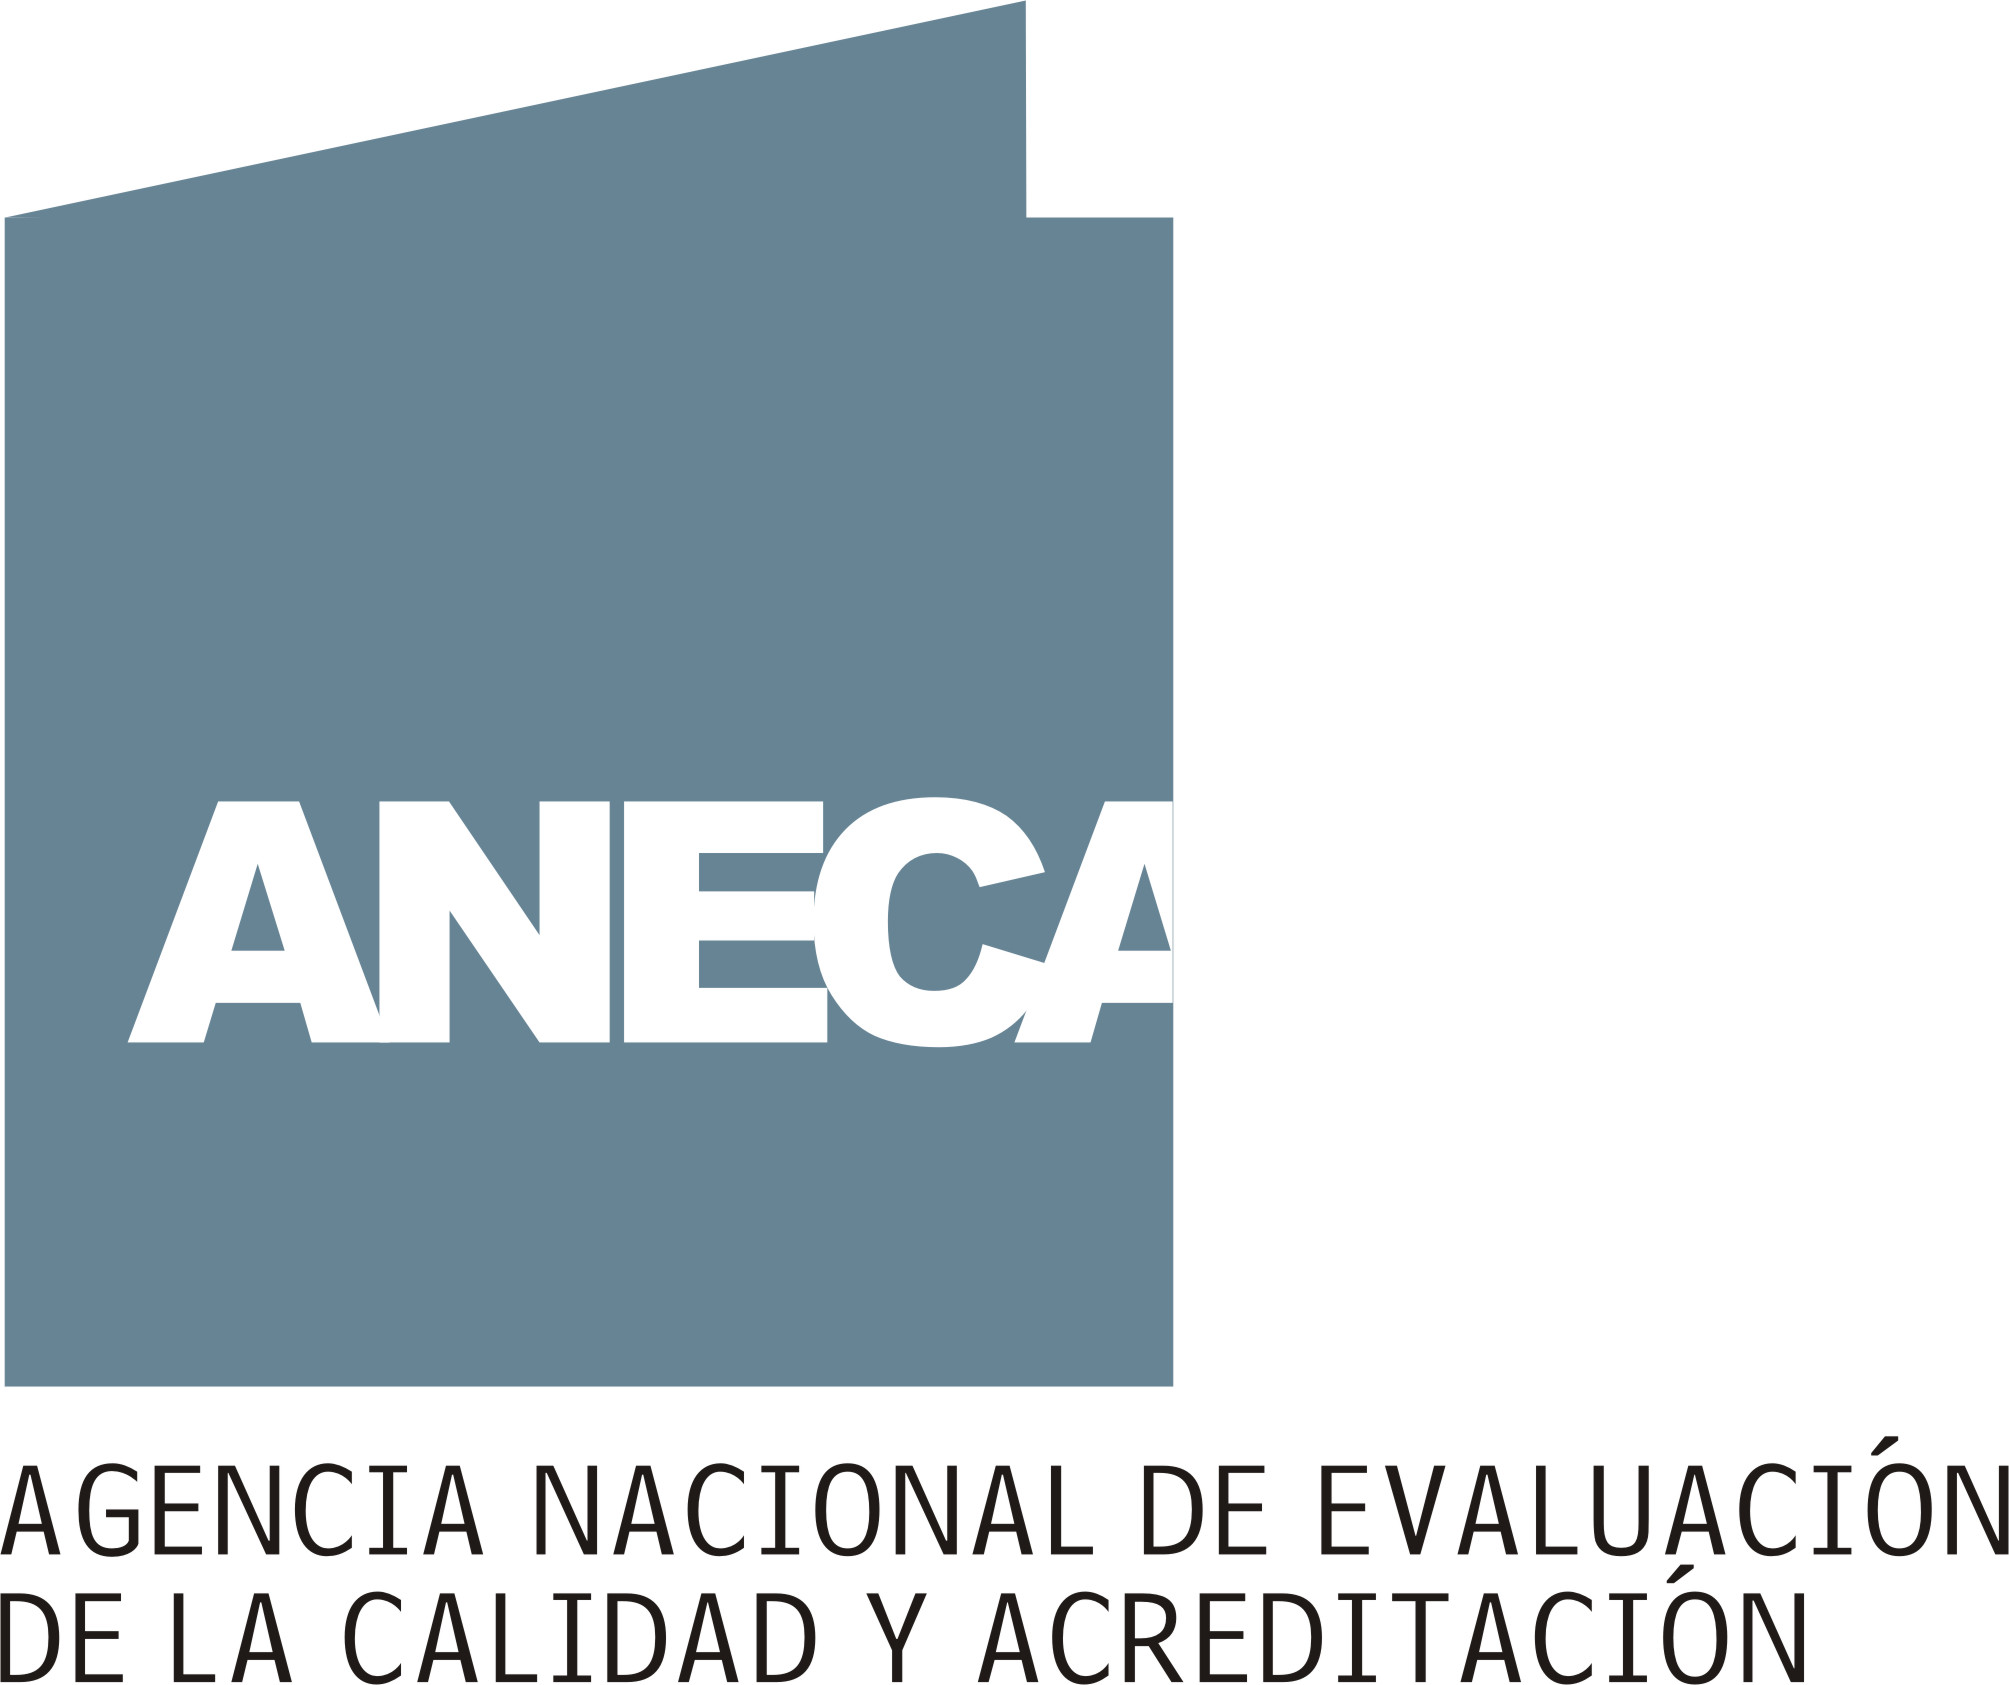 ANECA
AGENCIA NACIONAL DE EVALUACIÓN
DE LA CALIDAD Y ACREDITACIÓN